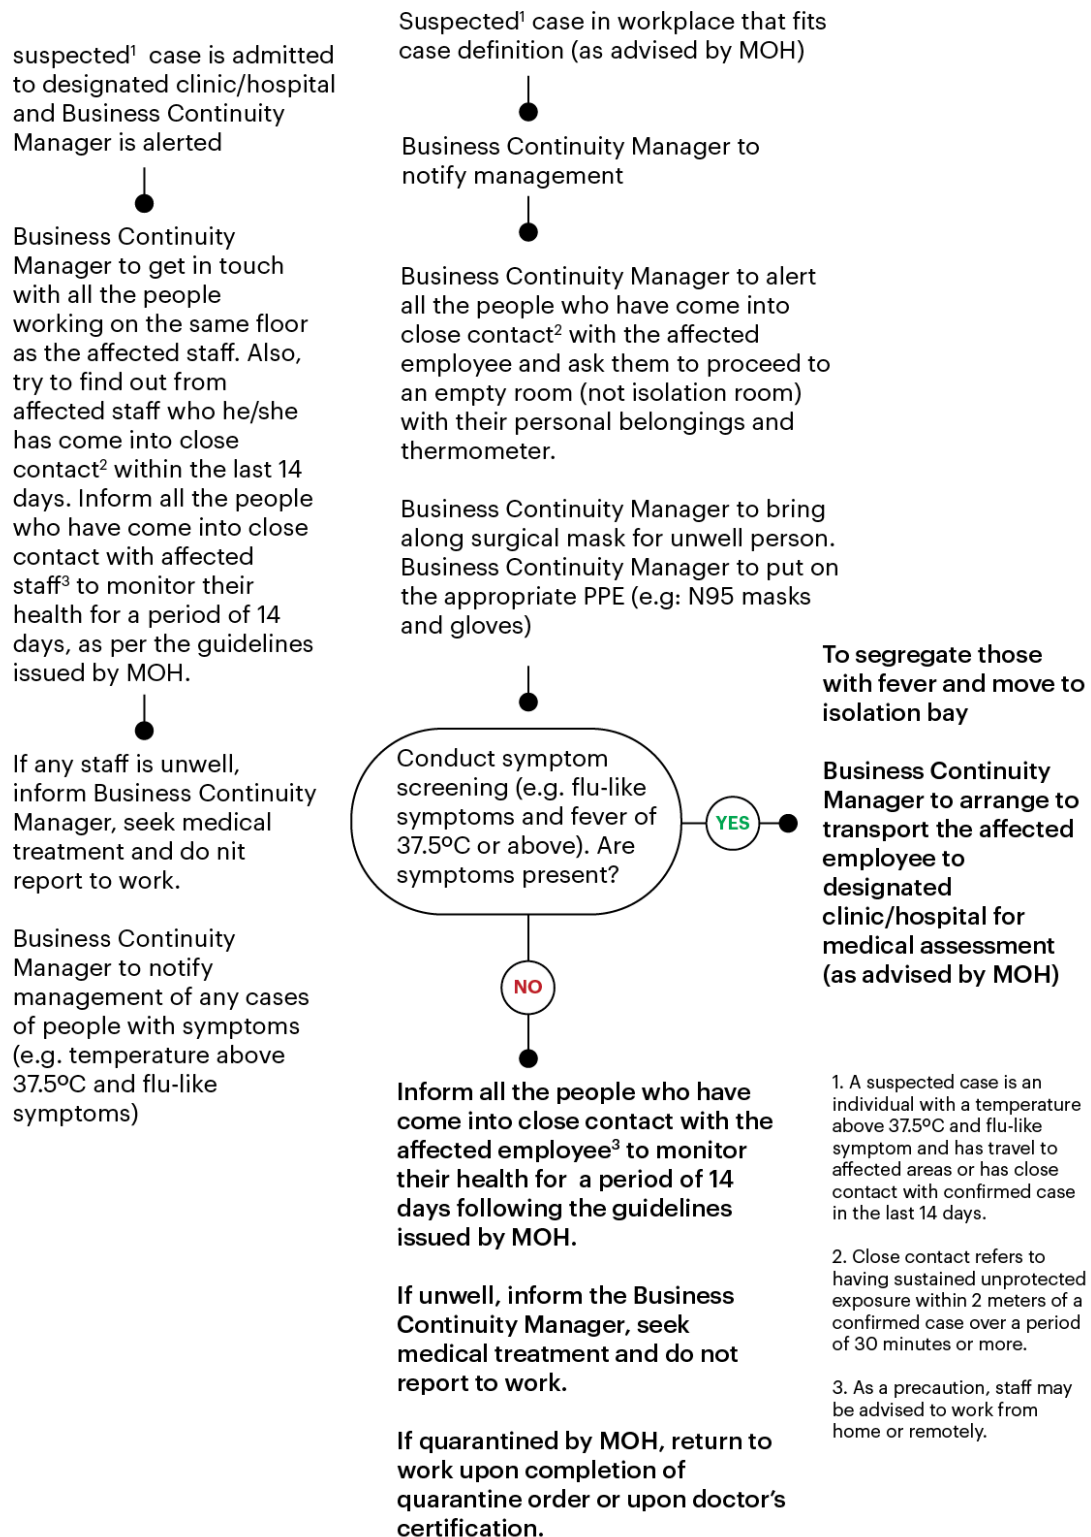 suspected¹ case is admitted
to designated clinic/hospital
and Business Continuity
Manager is alerted
Business Continuity
Manager to get in touch
with all the people
working on the same floor
as the affected staff. Also,
try to find out from
affected staff who he/she
has come into close
contact² within the last 14
days. Inform all the people
who have come into close
contact with affected
staff³ to monitor their
health for a period of 14
days, as per the guidelines
issued by MOH.
If any staff is unwell,
inform Business Continuity
Manager, seek medical
treatment and do nit
report to work.
Business Continuity
Manager to notify
management of any cases
of people with symptoms
(e.g. temperature above
37.5ºC and flu-like
symptoms)
Suspected¹ case in workplace that fits
case definition (as advised by MOH)
Business Continuity Manager to
notify management
Business Continuity Manager to alert
all the people who have come into
close contact² with the affected
employee and ask them to proceed to
an empty room (not isolation room)
with their personal belongings and
thermometer.
Business Continuity Manager to bring
along surgical mask for unwell person.
Business Continuity Manager to put on
the appropriate PPE (e.g: N95 masks
and gloves)
Conduct symptom
screening (e.g. flu-like
symptoms and fever of
37.5ºC or above). Are
symptoms present?
YES
To segregate those
with fever and move to
isolation bay
Business Continuity
Manager to arrange to
transport the affected
employee to
designated
clinic/hospital for
medical assessment
(as advised by MOH)
NO
Inform all the people who have
come into close contact with the
affected employee³ to monitor
their health for a period of 14
days following the guidelines
issued by MOH.
If unwell, inform the Business
Continuity Manager, seek
medical treatment and do not
report to work.
If quarantined by MOH, return to
work upon completion of
quarantine order or upon doctor’s
certification.
1. A suspected case is an
individual with a temperature
above 37.5ºC and flu-like
symptom and has travel to
affected areas or has close
contact with confirmed case
in the last 14 days.
2. Close contact refers to
having sustained unprotected
exposure within 2 meters of a
confirmed case over a period
of 30 minutes or more.
3. As a precaution, staff may
be advised to work from
home or remotely.